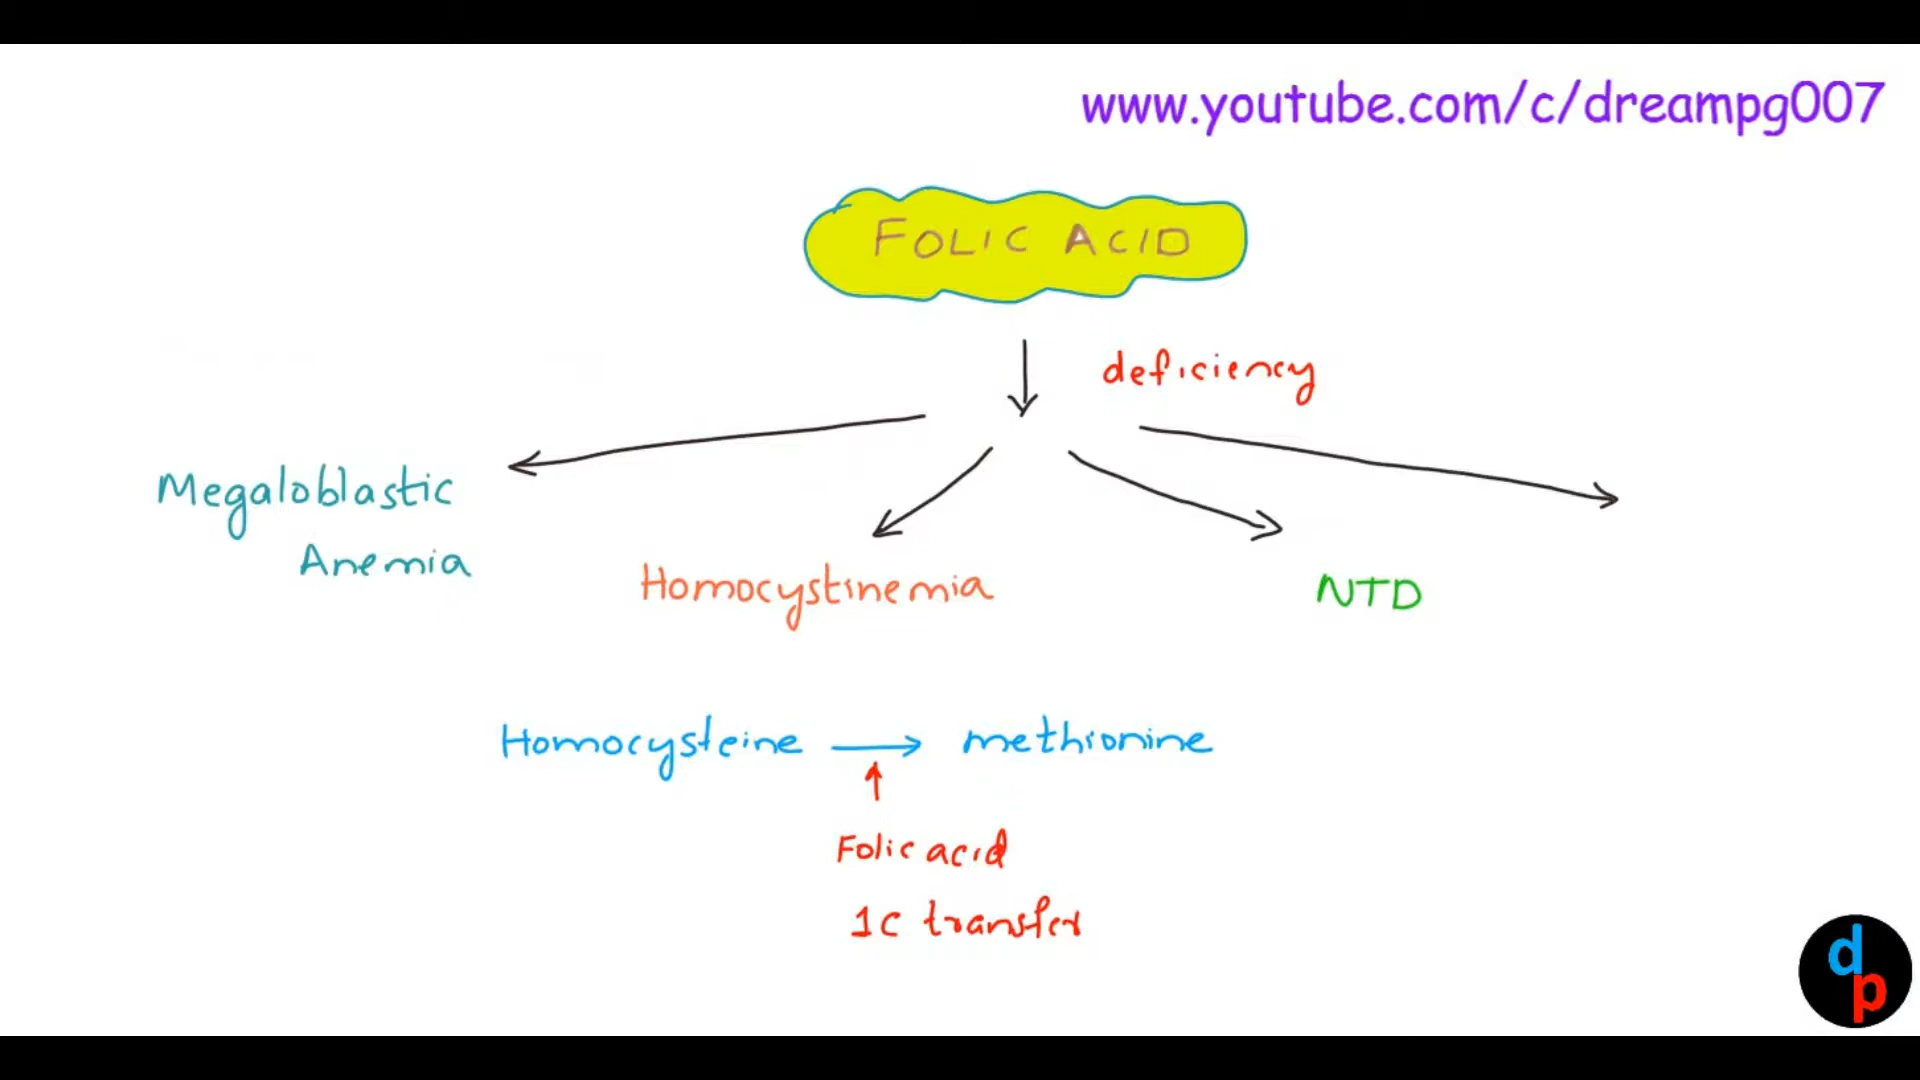 www.youtube.com/c/dreampg007
FOLIC ACID
deficiency
Megaloblastic
Anemia
Homocystinemia
NTD
Homocysteine → methionine
↑
Folic acid
1C transfer
dp